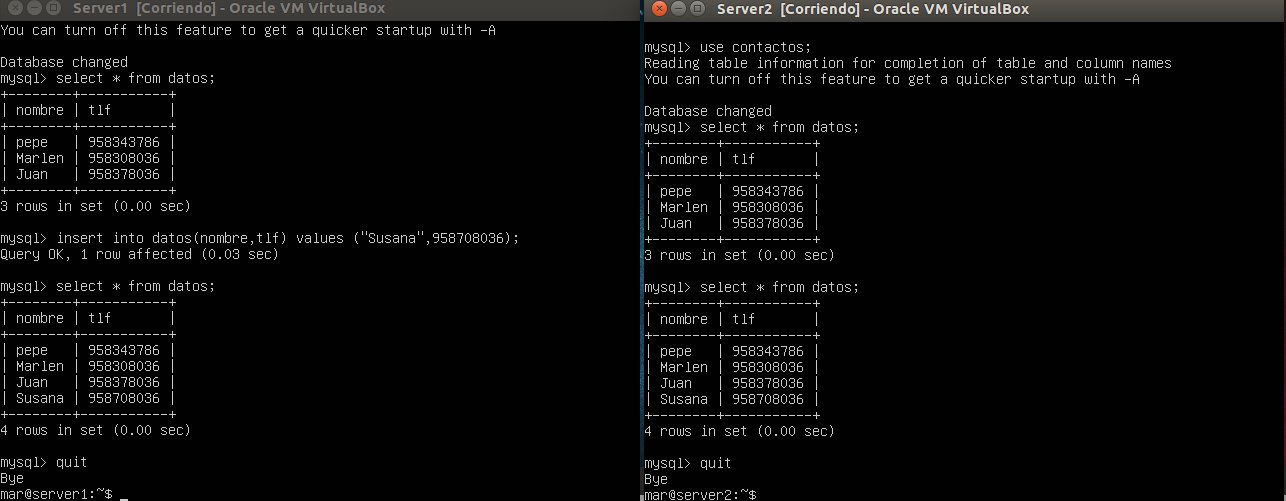 Server1 [Corriendo] - Oracle VM VirtualBox
You can turn off this feature to get a quicker startup with -A

Database changed
mysql> select * from datos;
+--------+-----------+
| nombre | tlf       |
+--------+-----------+
| pepe   | 958343786 |
| Marlen | 958308036 |
| Juan   | 958378036 |
+--------+-----------+
3 rows in set (0.00 sec)

mysql> insert into datos(nombre,tlf) values ("Susana",958708036);
Query OK, 1 row affected (0.03 sec)

mysql> select * from datos;
+--------+-----------+
| nombre | tlf       |
+--------+-----------+
| pepe   | 958343786 |
| Marlen | 958308036 |
| Juan   | 958378036 |
| Susana | 958708036 |
+--------+-----------+
4 rows in set (0.00 sec)

mysql> quit
Bye
mar@server1:~$ _
Server2 [Corriendo] - Oracle VM VirtualBox
mysql> use contactos;
Reading table information for completion of table and column names
You can turn off this feature to get a quicker startup with -A

Database changed
mysql> select * from datos;
+--------+-----------+
| nombre | tlf       |
+--------+-----------+
| pepe   | 958343786 |
| Marlen | 958308036 |
| Juan   | 958378036 |
+--------+-----------+
3 rows in set (0.00 sec)

mysql> select * from datos;
+--------+-----------+
| nombre | tlf       |
+--------+-----------+
| pepe   | 958343786 |
| Marlen | 958308036 |
| Juan   | 958378036 |
| Susana | 958708036 |
+--------+-----------+
4 rows in set (0.00 sec)

mysql> quit
Bye
mar@server2:~$